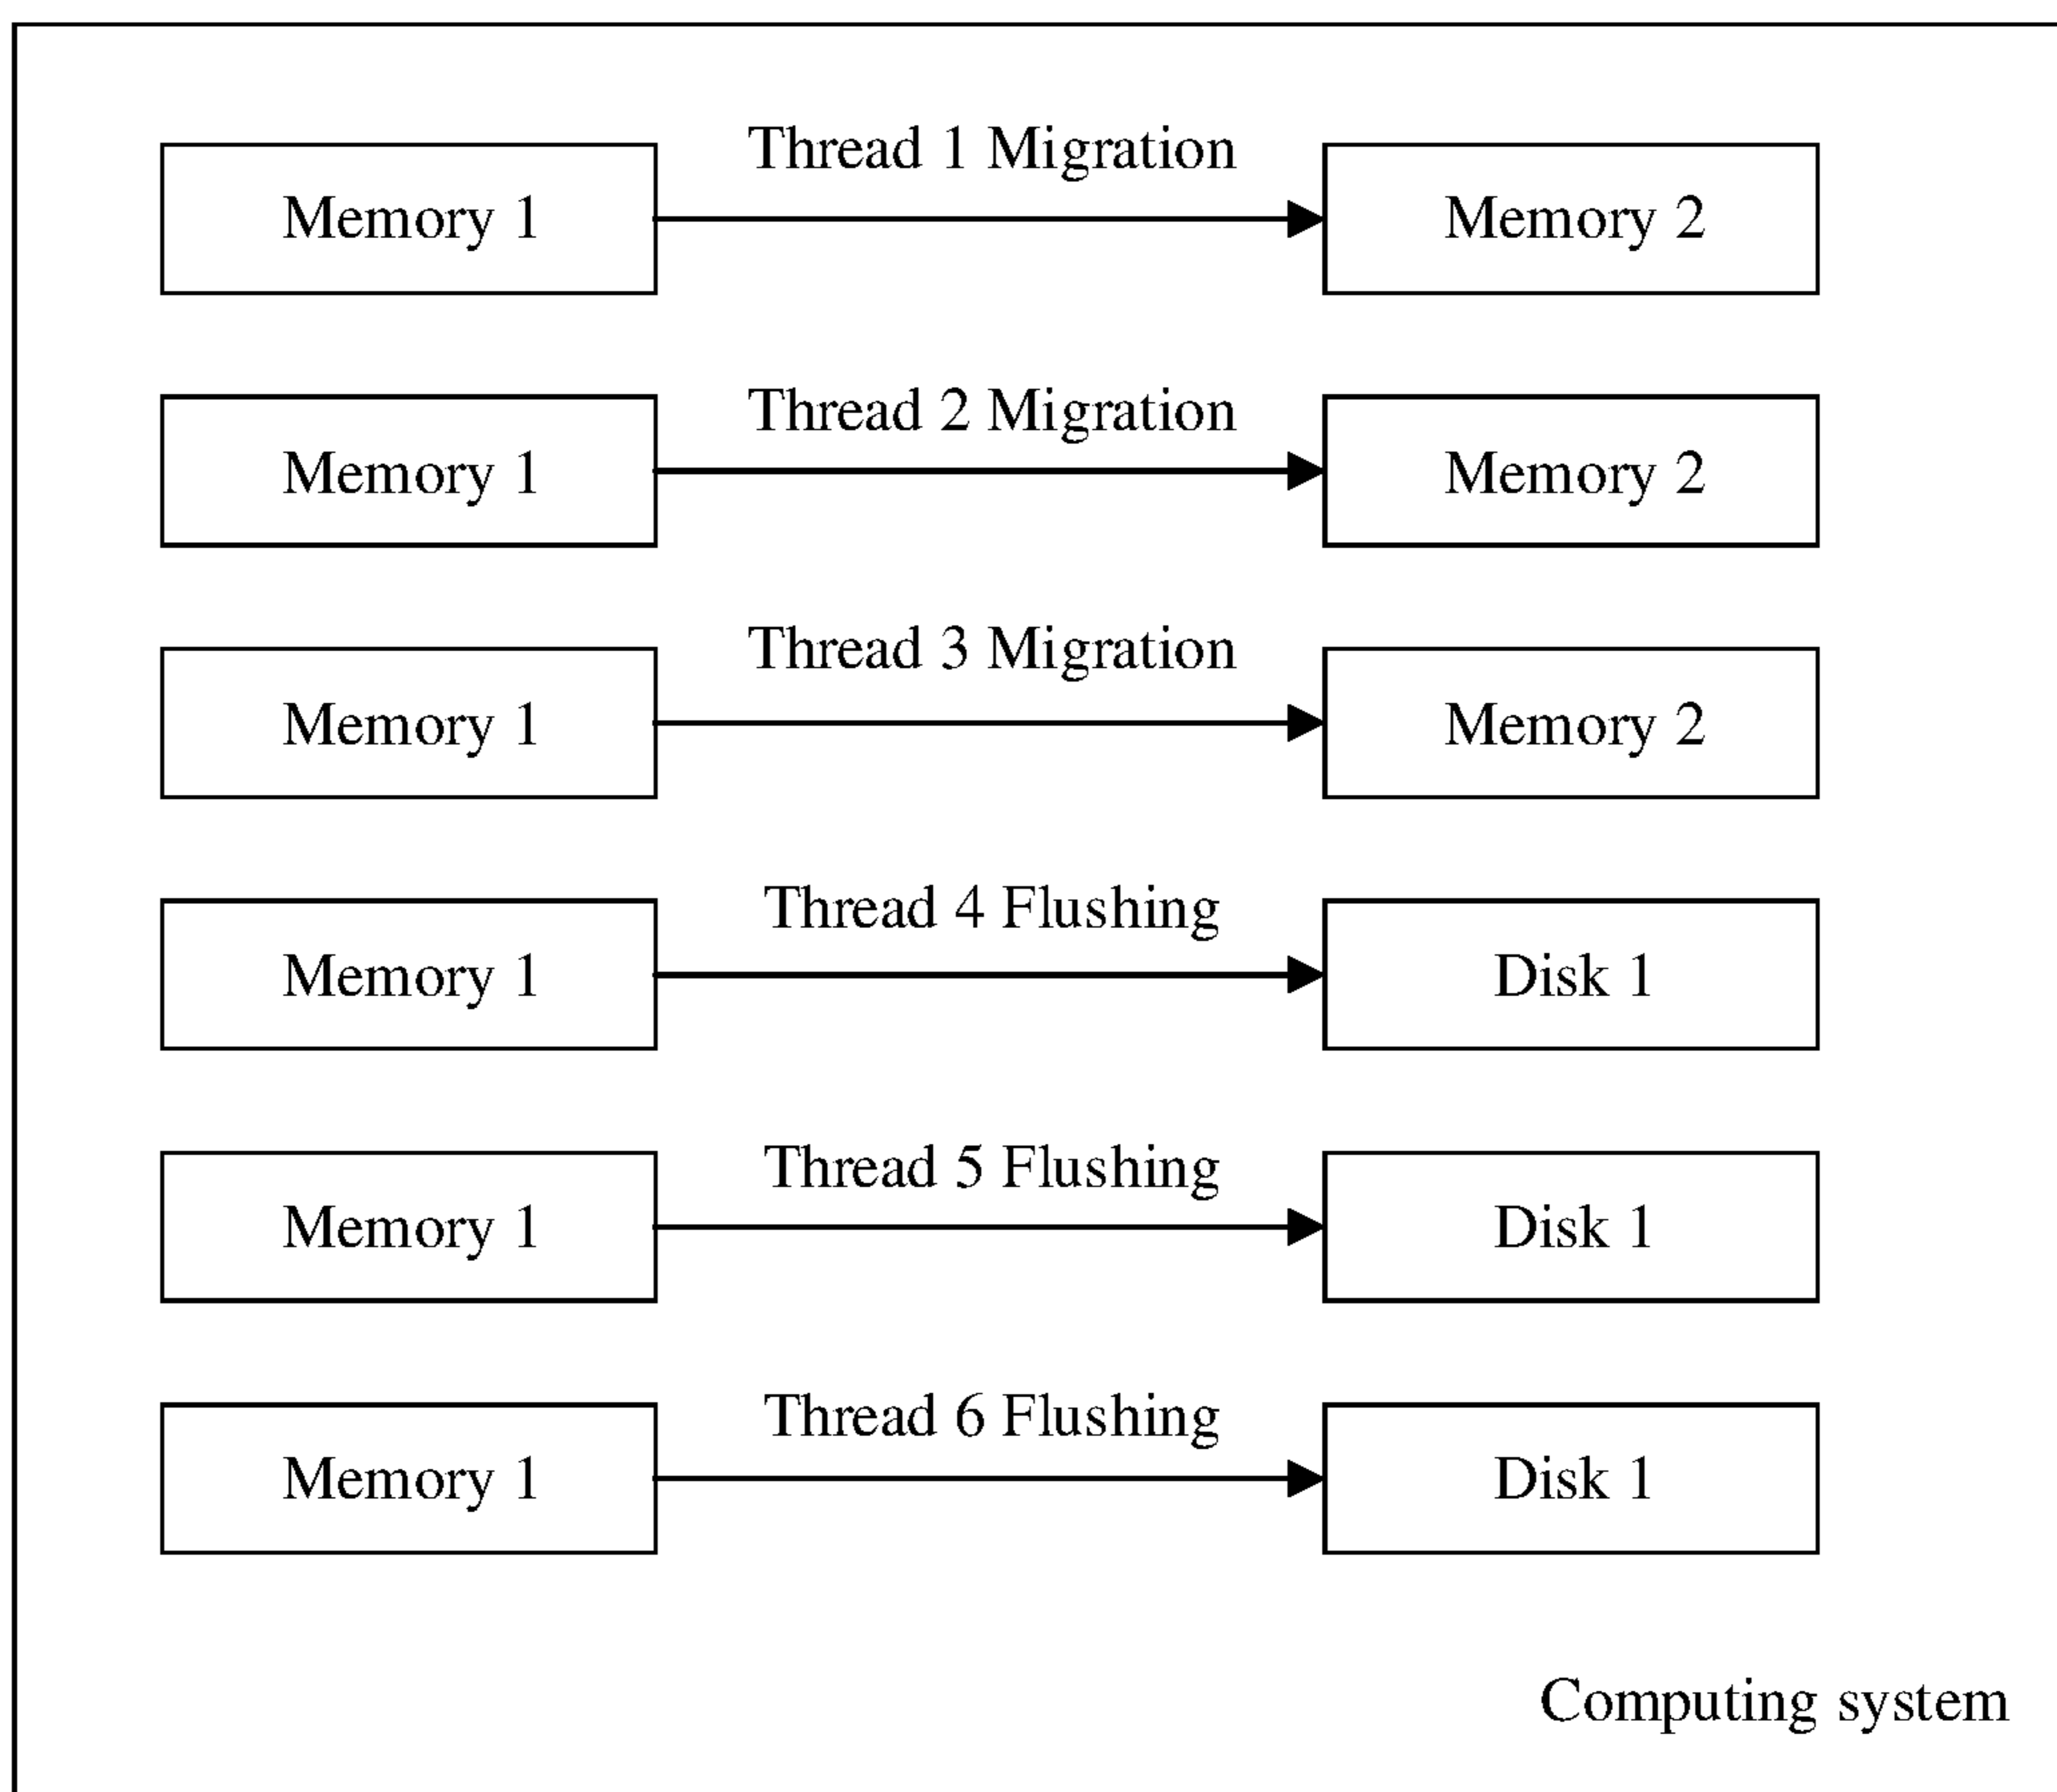 Thread 1 Migration
Memory 1
Memory 2
Thread 2 Migration
Memory 1
Memory 2
Thread 3 Migration
Memory 1
Memory 2
Thread 4 Flushing
Memory 1
Disk 1
Thread 5 Flushing
Memory 1
Disk 1
Thread 6 Flushing
Memory 1
Disk 1
Computing system